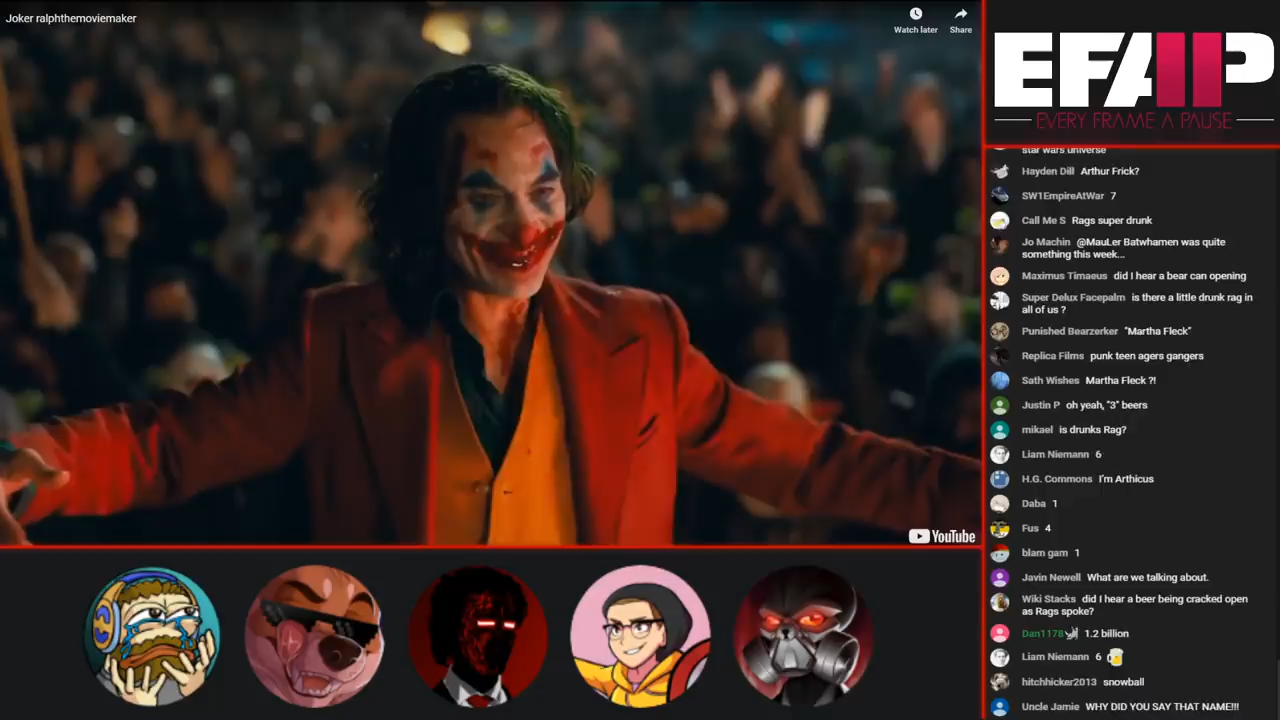 Joker ralphthemoviemaker
Watch later
Share
YouTube
EFAP
EVERY FRAME A PAUSE
star wars universe
Hayden Dill Arthur Frick?
SW1EmpireAtWar 7
Call Me S Rags super drunk
Jo Machin @MauLer Batwhamen was quite
something this week...
Maximus Timaeus did I hear a bear can opening
Super Delux Facepalm is there a little drunk rag in
all of us ?
Punished Bearzerker "Martha Fleck"
Replica Films punk teen agers gangers
Sath Wishes Martha Fleck ?!
Justin P oh yeah, "3" beers
mikael is drunks Rag?
Liam Niemann 6
H.G. Commons I'm Arthicus
Daba 1
Fus 4
blam gam 1
Javin Newell What are we talking about.
Wiki Stacks did I hear a beer being cracked open
as Rags spoke?
Dan1178 1.2 billion
Liam Niemann 6 🍺
hitchhicker2013 snowball
Uncle Jamie WHY DID YOU SAY THAT NAME!!!